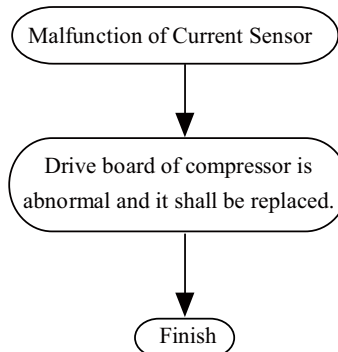 Malfunction of Current Sensor
Drive board of compressor is
abnormal and it shall be replaced.
Finish